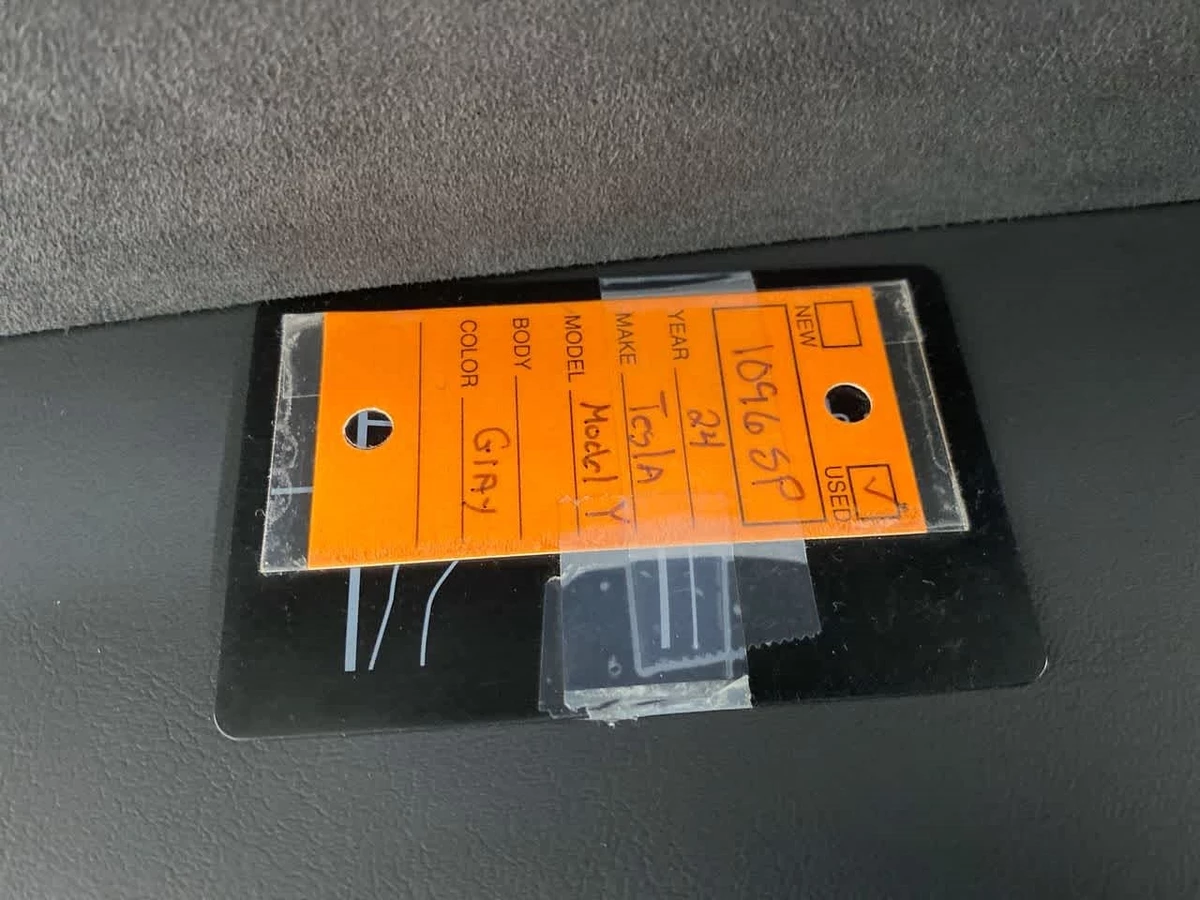 NEW USED
1096 SP
YEAR 24
MAKE TeslA
MODEL Model Y
BODY
COLOR GrAy